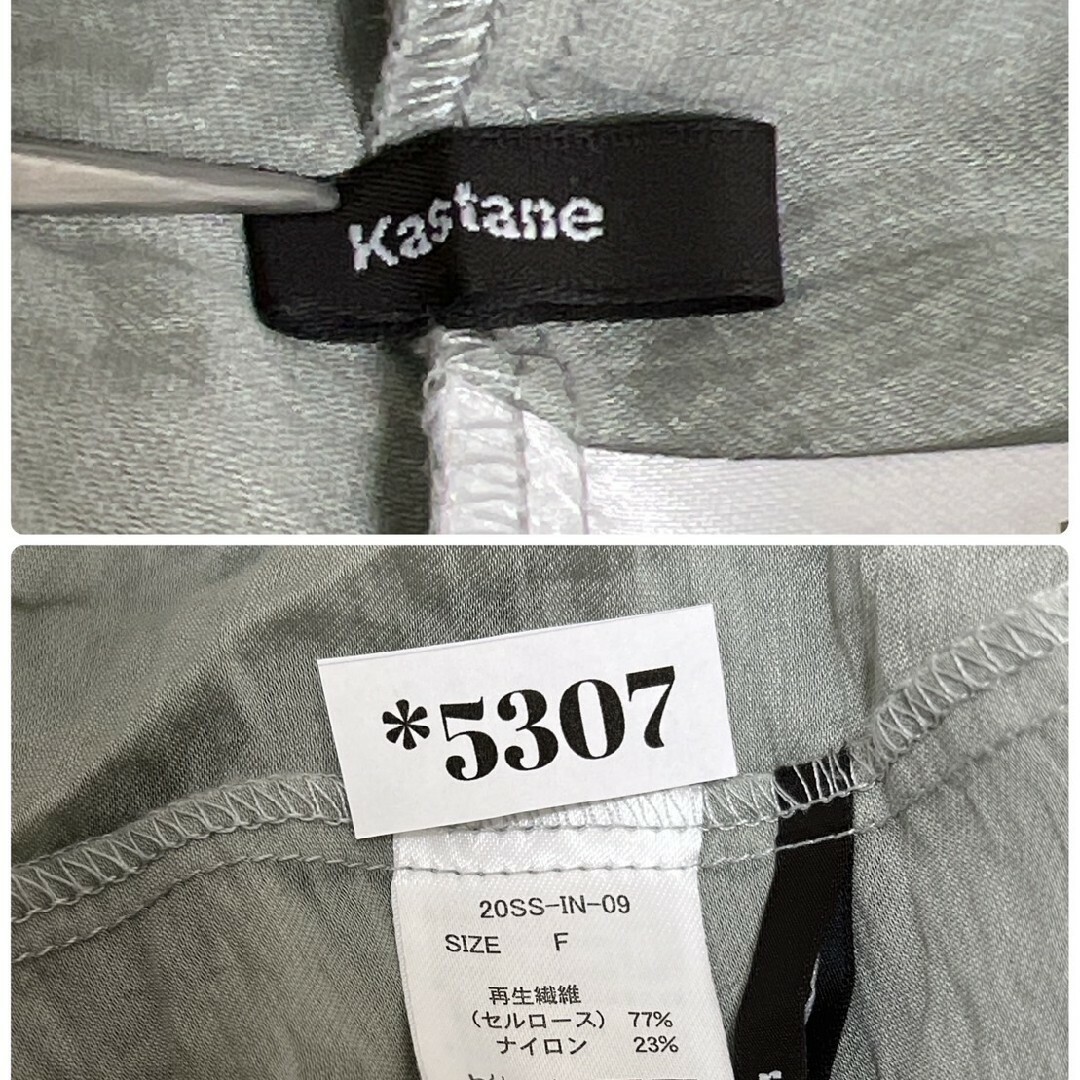 Kastane
*5307
20SS-IN-09
SIZE F
再生繊維
(セルロース) 77%
ナイロン 23%